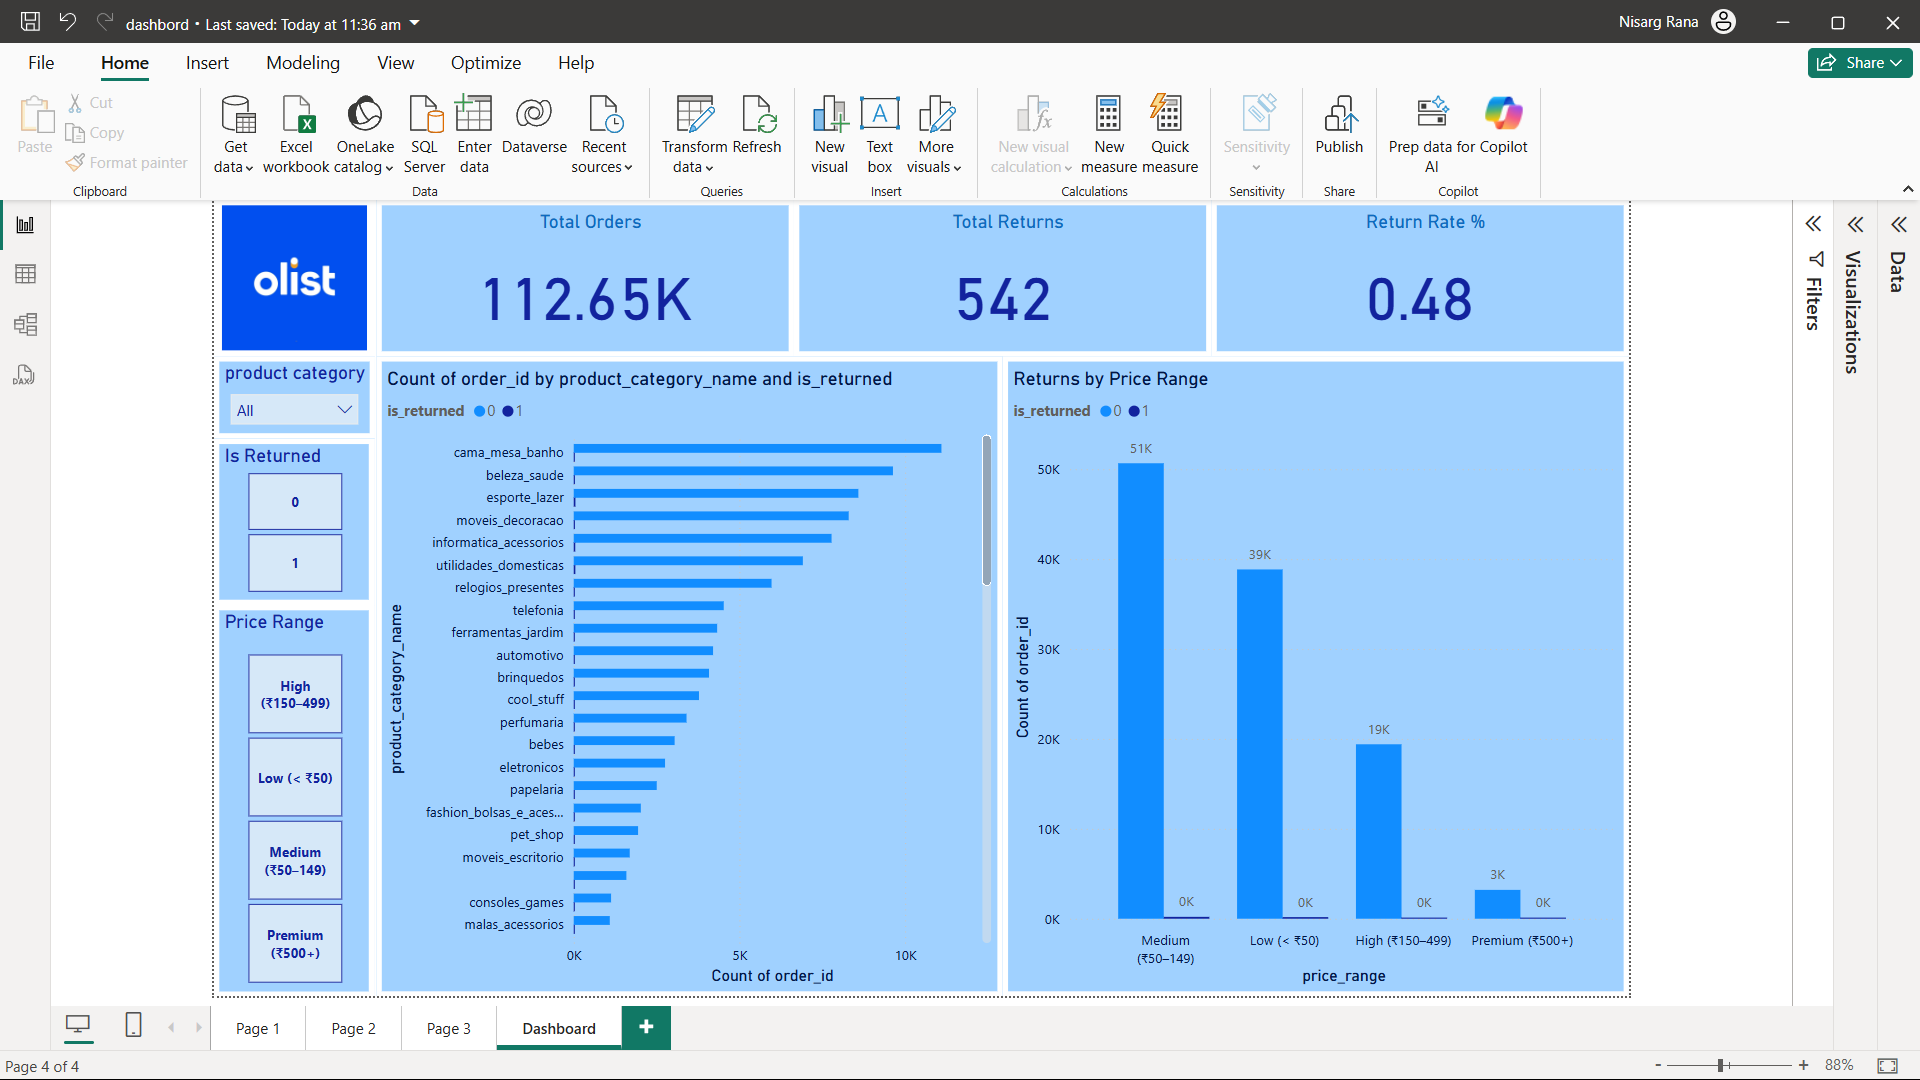 dashbord • Last saved: Today at 11:36 am
Nisarg Rana
File
Home
Insert
Modeling
View
Optimize
Help
Share
Paste
Cut
Copy
Format painter
Clipboard
Get
data
Excel
workbook
OneLake
catalog
SQL
Server
Enter
data
Dataverse
Recent
sources
Data
Transform
data
Refresh
Queries
New
visual
A
Text
box
More
visuals
Insert
New visual
calculation
New
measure
Quick
measure
Calculations
Sensitivity
Sensitivity
Publish
Share
Prep data for
AI
Copilot
Copilot
DAX
olist
Total Orders
112.65K
Total Returns
542
Return Rate %
0.48
product category
All
Is Returned
0
1
Price Range
High
(₹150–499)
Low (< ₹50)
Medium
(₹50–149)
Premium
(₹500+)
Count of order_id by product_category_name and is_returned
is_returned 0 1
product_category_name
cama_mesa_banho
beleza_saude
esporte_lazer
moveis_decoracao
informatica_acessorios
utilidades_domesticas
relogios_presentes
telefonia
ferramentas_jardim
automotivo
brinquedos
cool_stuff
perfumaria
bebes
eletronicos
papelaria
fashion_bolsas_e_aces...
pet_shop
moveis_escritorio
consoles_games
malas_acessorios
0K 5K 10K
Count of order_id
Returns by Price Range
is_returned 0 1
Count of order_id
50K
40K
30K
20K
10K
0K
51K
0K
39K
0K
19K
0K
3K
0K
Medium
(₹50–149)
Low (< ₹50)
High (₹150–499)
Premium (₹500+)
price_range
Filters
Visualizations
Data
Page 1
Page 2
Page 3
Dashboard
+
Page 4 of 4
- + 88%